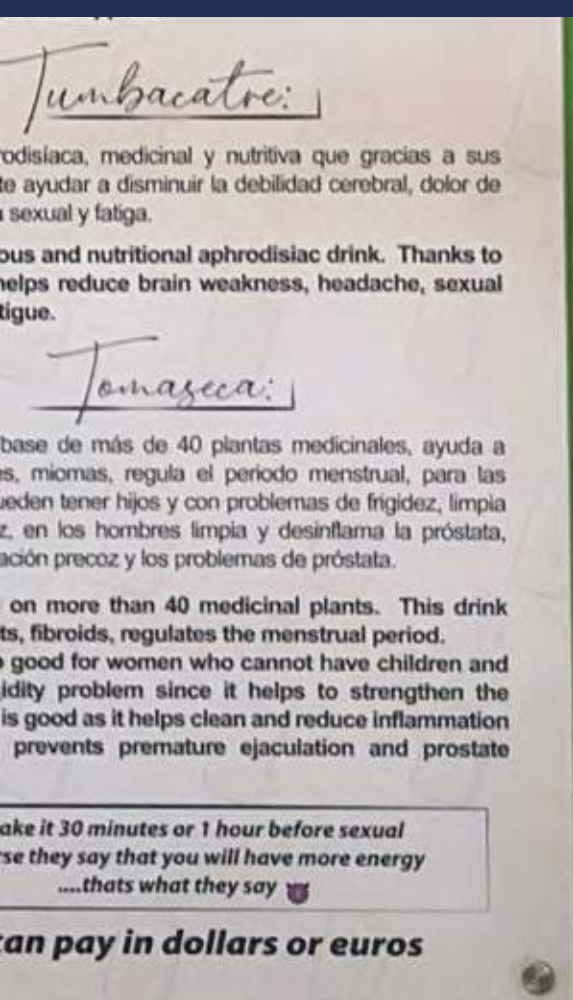 Tumbacatre:
rodisíaca, medicinal y nutritiva que gracias a sus
te ayudar a disminuir la debilidad cerebral, dolor de
sexual y fatiga.
ous and nutritional aphrodisiac drink. Thanks to
helps reduce brain weakness, headache, sexual
tigue.
Tomaseca:
base de más de 40 plantas medicinales, ayuda a
s, miomas, regula el periodo menstrual, para las
ueden tener hijos y con problemas de frigidez, limpia
z, en los hombres limpia y desinflama la próstata,
ación precoz y los problemas de próstata.
on more than 40 medicinal plants. This drink
ts, fibroids, regulates the menstrual period.
good for women who cannot have children and
idity problem since it helps to strengthen the
is good as it helps clean and reduce inflammation
prevents premature ejaculation and prostate
ake it 30 minutes or 1 hour before sexual
se they say that you will have more energy
....thats what they say 😈
can pay in dollars or euros